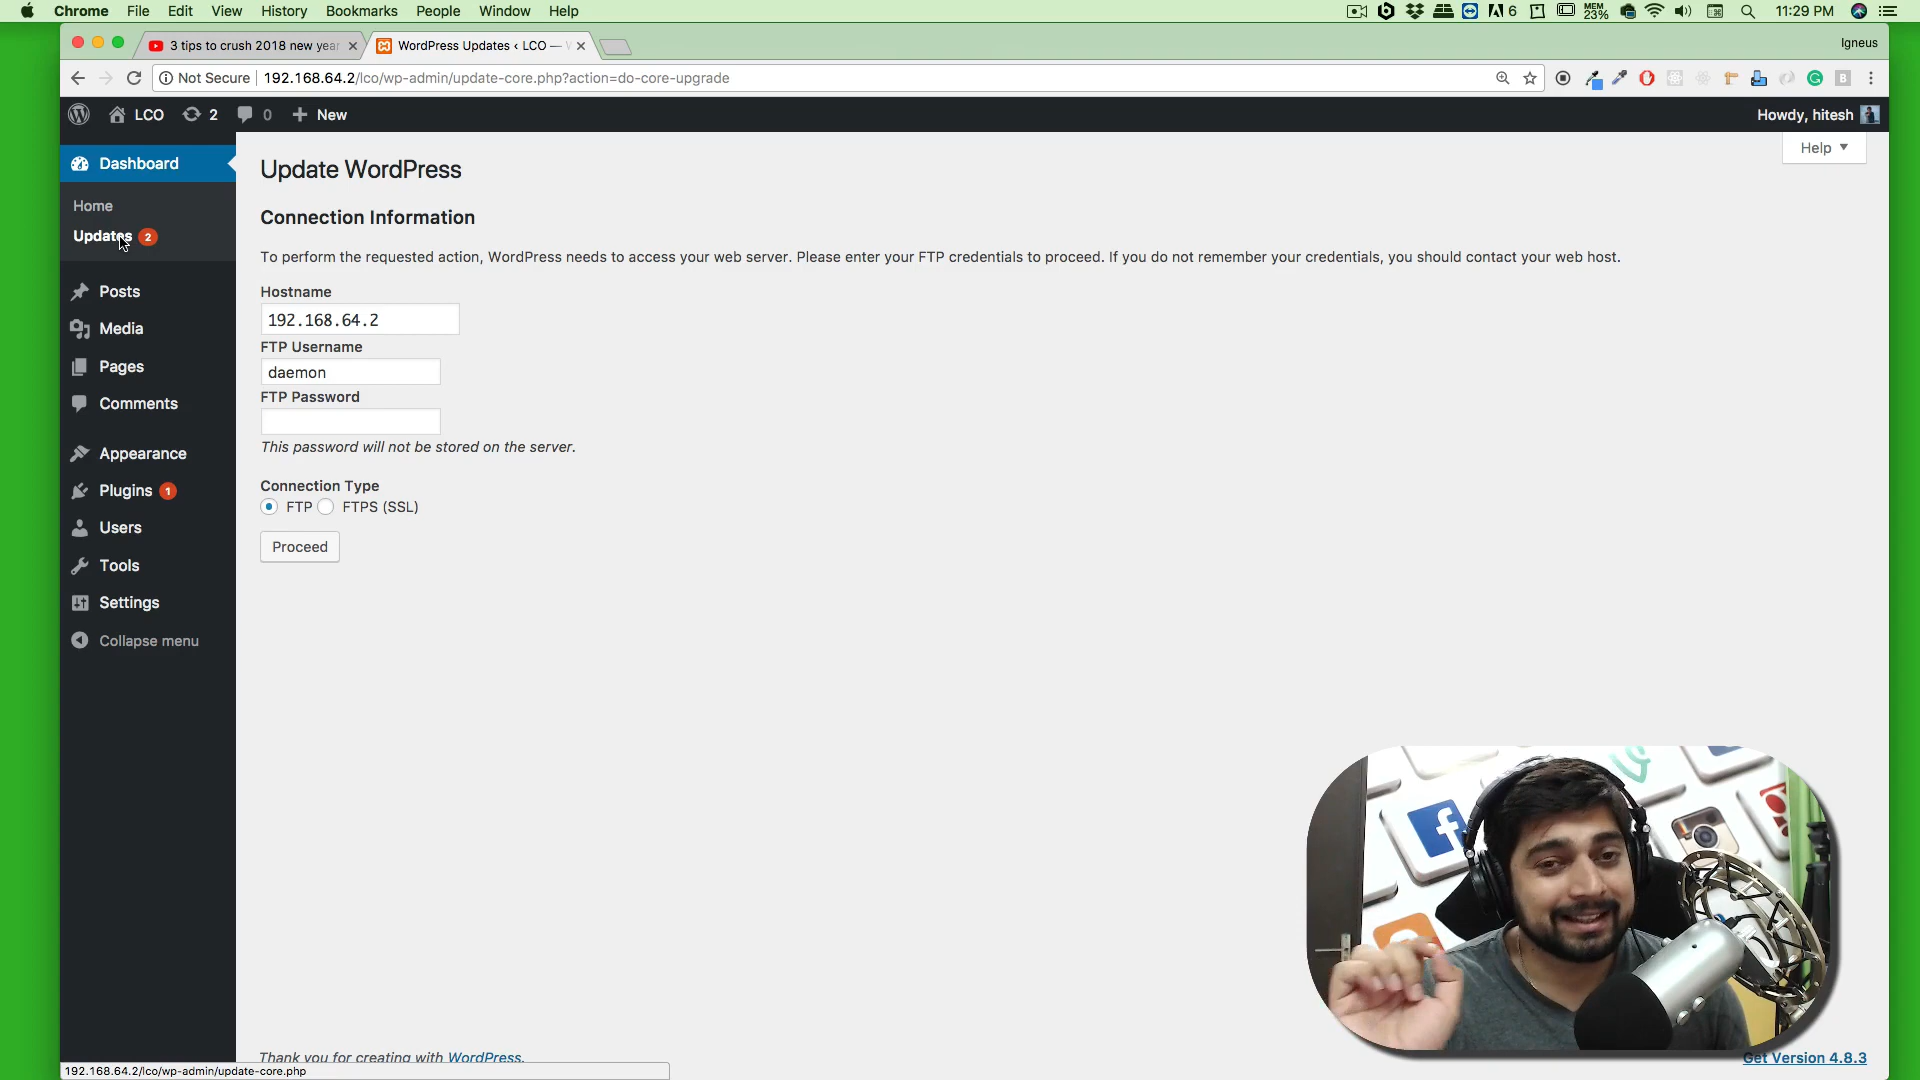 Chrome File Edit View History Bookmarks People Window Help
6 MEM 23% 11:29 PM
3 tips to crush 2018 new year
WordPress Updates ‹ LCO —
Igneus
Not Secure 192.168.64.2/lco/wp-admin/update-core.php?action=do-core-upgrade
LCO 2 0 + New
Howdy, hitesh
Dashboard
Home
Updates 2
Posts
Media
Pages
Comments
Appearance
Plugins 1
Users
Tools
Settings
Collapse menu
Help
Update WordPress
Connection Information
To perform the requested action, WordPress needs to access your web server. Please enter your FTP credentials to proceed. If you do not remember your credentials, you should contact your web host.
Hostname
192.168.64.2
FTP Username
daemon
FTP Password
This password will not be stored on the server.
Connection Type
FTP FTPS (SSL)
Proceed
Thank you for creating with WordPress.
Get Version 4.8.3
192.168.64.2/lco/wp-admin/update-core.php